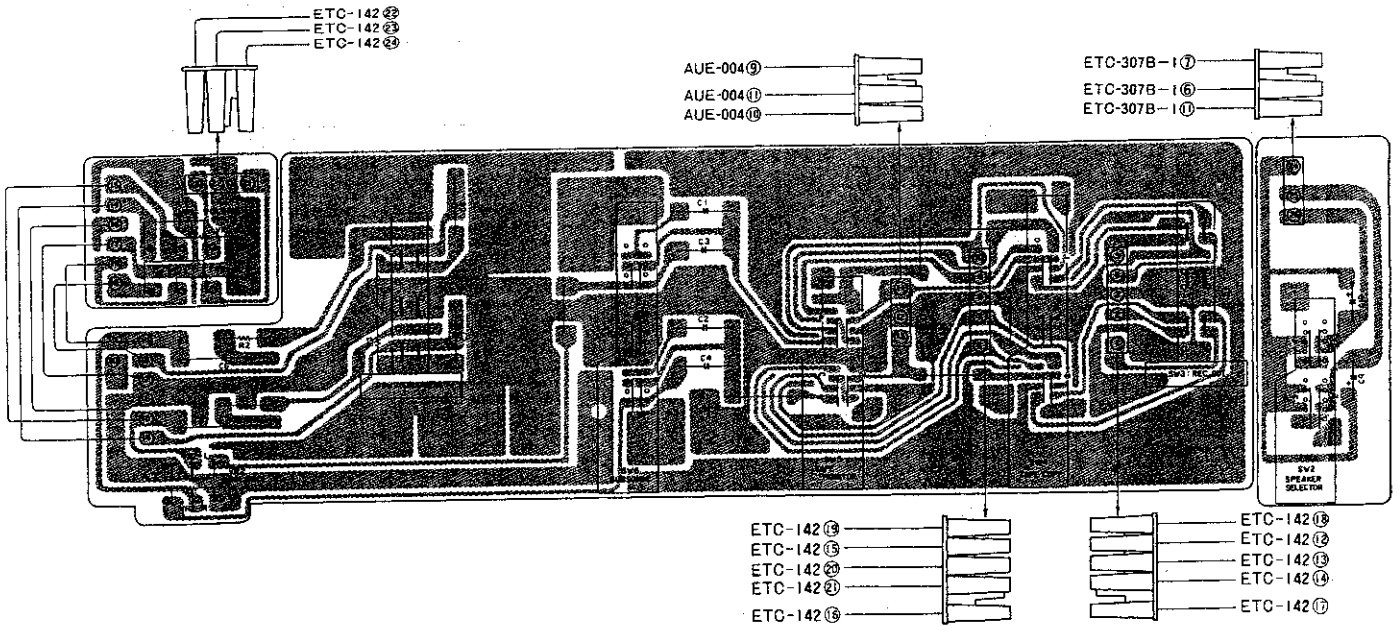 ETC-142㉒
ETC-142㉓
ETC-142㉔
AUE-004⑨
AUE-004⑪
AUE-004⑩
ETC-307B-1⑦
ETC-307B-1⑥
ETC-307B-1⑪
C1
C3
C2
C4
R2
SW3 REC
SW2
SPEAKER
SELECTOR
ETC-142⑲
ETC-142⑮
ETC-142⑳
ETC-142㉑
ETC-142⑯
ETC-142⑱
ETC-142⑫
ETC-142⑬
ETC-142⑭
ETC-142⑰